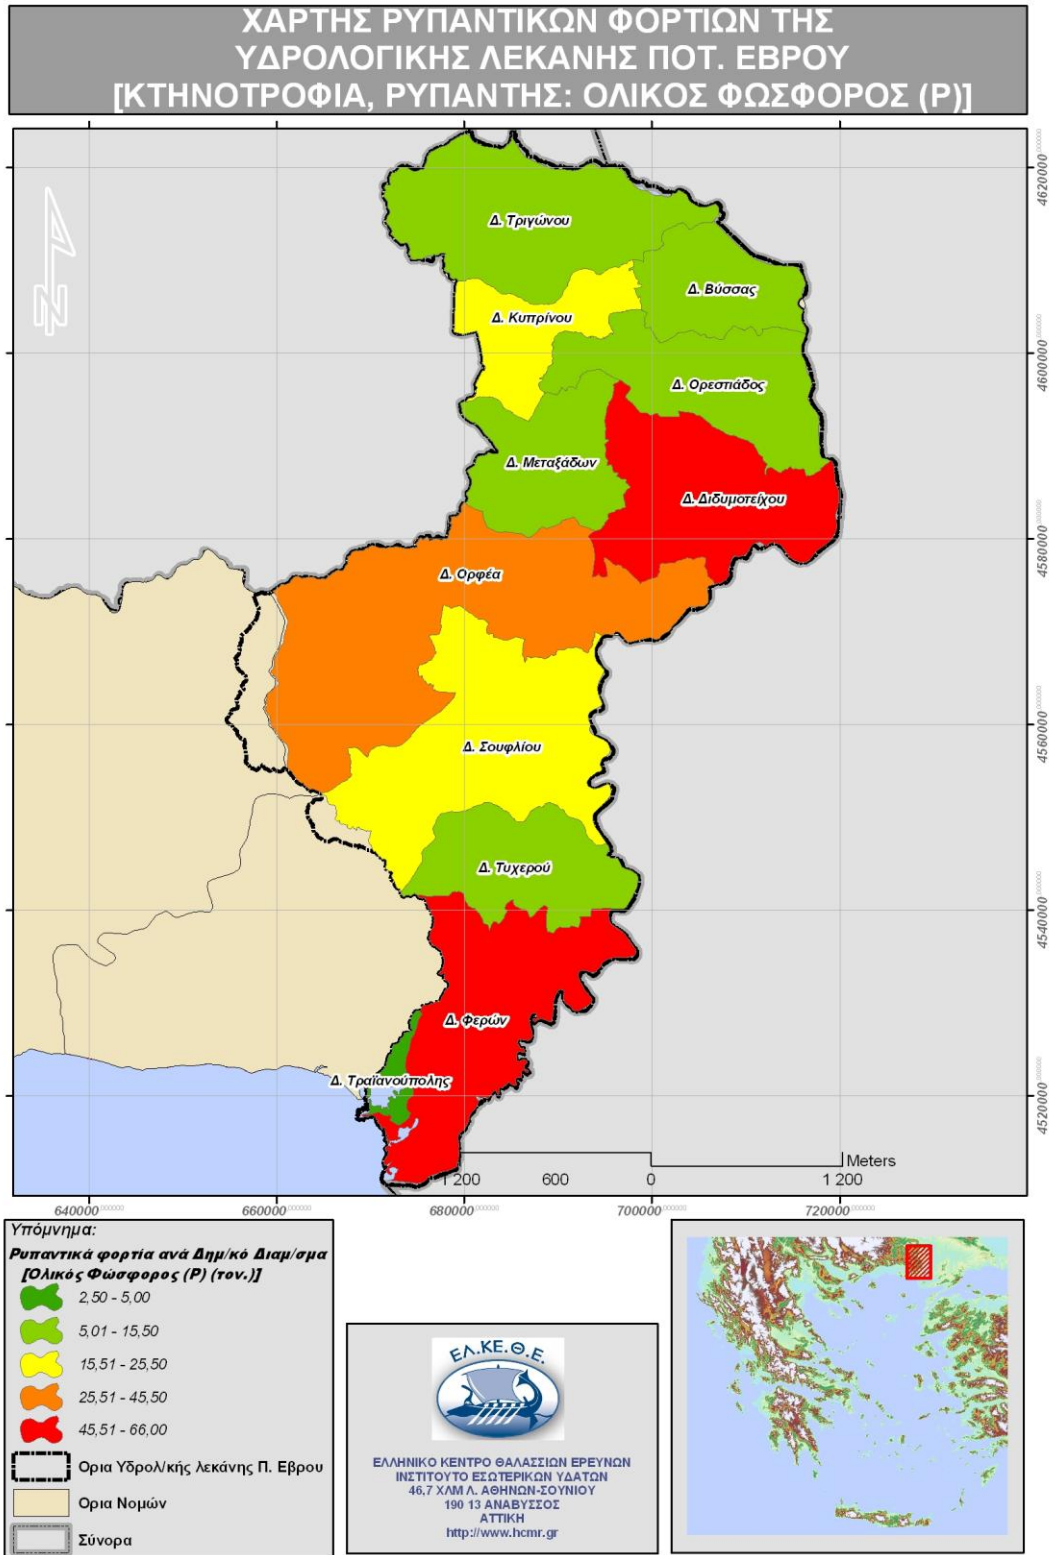 ΧΑΡΤΗΣ ΡΥΠΑΝΤΙΚΩΝ ΦΟΡΤΙΩΝ ΤΗΣ
ΥΔΡΟΛΟΓΙΚΗΣ ΛΕΚΑΝΗΣ ΠΟΤ. ΕΒΡΟΥ
[ΚΤΗΝΟΤΡΟΦΙΑ, ΡΥΠΑΝΤΗΣ: ΟΛΙΚΟΣ ΦΩΣΦΟΡΟΣ (P)]
4620000
Δ. Τριγώνου
Δ. Βύσσας
Δ. Κυπρίνου
4600000
Δ. Ορεστιάδος
Δ. Μεταξάδων
Δ. Διδυμοτείχου
4580000
Δ. Ορφέα
4560000
Δ. Σουφλίου
Δ. Τυχερού
4540000
Δ. Φερών
Δ. Τραϊανούπολης
4520000
Meters
1 200 600 0 1 200
640000 660000 680000 700000 720000
Υπόμνημα:
Ρυπαντικά φορτία ανά Δημ/κό Διαμ/σμα
[Ολικός Φώσφορος (P) (τον.)]
2,50 - 5,00
5,01 - 15,50
15,51 - 25,50
25,51 - 45,50
45,51 - 66,00
Ορια Υδρολ/κής λεκάνης Π. Εβρου
Ορια Νομών
Σύνορα
ΕΛ.ΚΕ.Θ.Ε.
ΕΛΛΗΝΙΚΟ ΚΕΝΤΡΟ ΘΑΛΑΣΣΙΩΝ ΕΡΕΥΝΩΝ
ΙΝΣΤΙΤΟΥΤΟ ΕΣΩΤΕΡΙΚΩΝ ΥΔΑΤΩΝ
46,7 ΧΛΜ Λ. ΑΘΗΝΩΝ-ΣΟΥΝΙΟΥ
190 13 ΑΝΑΒΥΣΣΟΣ
ΑΤΤΙΚΗ
http://www.hcmr.gr